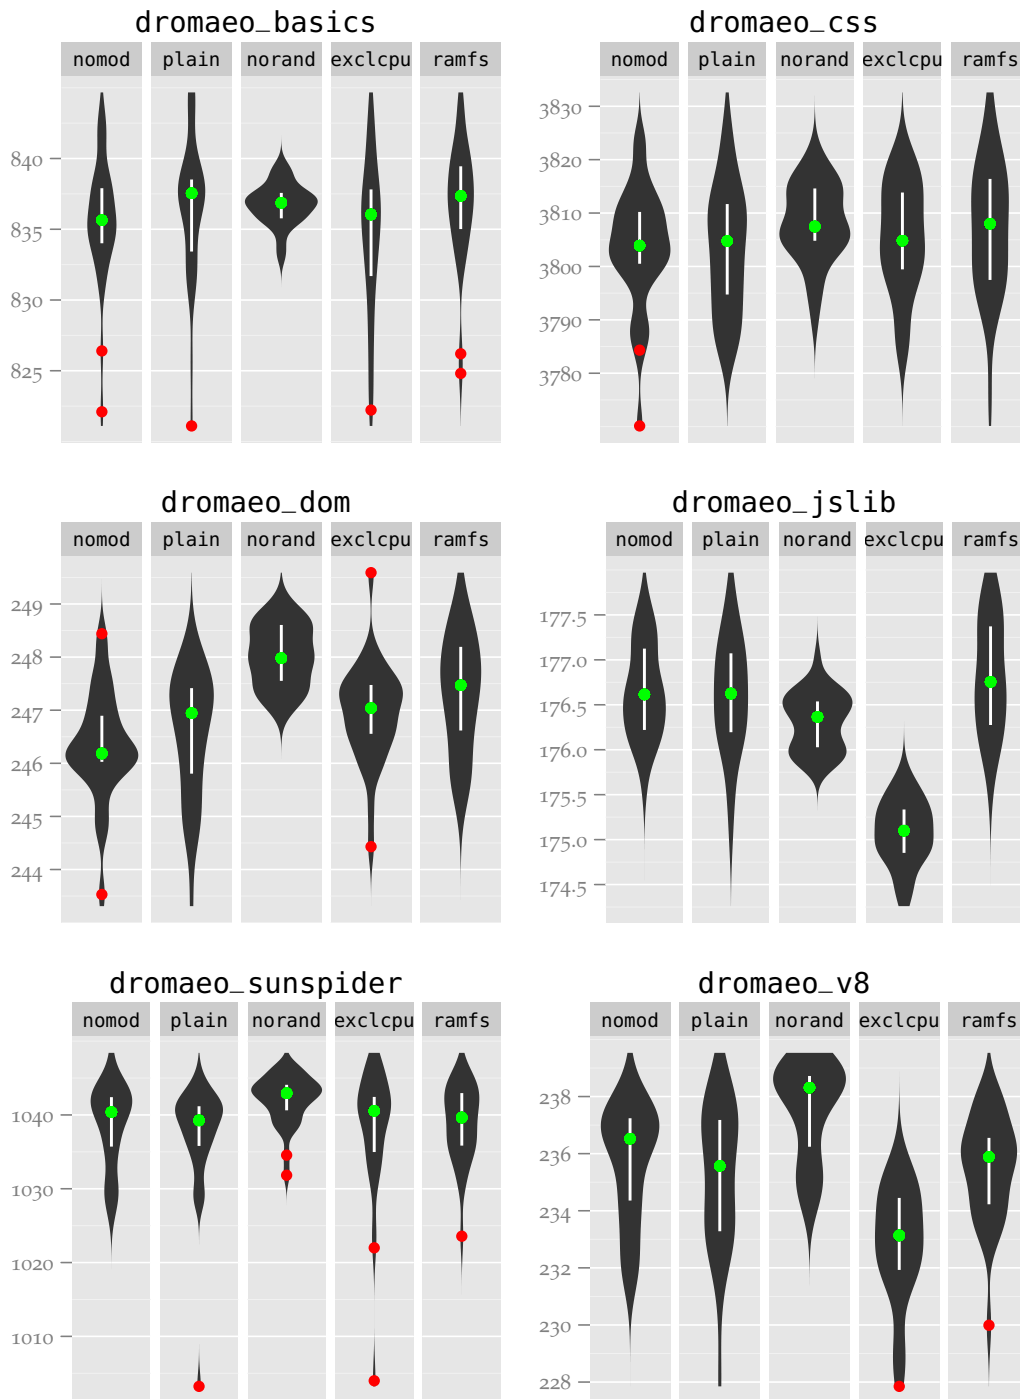 dromaeo_basics
nomod plain norand exclcpu ramfs
840
835
830
825
dromaeo_css
nomod plain norand exclcpu ramfs
3830
3820
3810
3800
3790
3780
dromaeo_dom
nomod plain norand exclcpu ramfs
249
248
247
246
245
244
dromaeo_jslib
nomod plain norand exclcpu ramfs
177.5
177.0
176.5
176.0
175.5
175.0
174.5
dromaeo_sunspider
nomod plain norand exclcpu ramfs
1040
1030
1020
1010
dromaeo_v8
nomod plain norand exclcpu ramfs
238
236
234
232
230
228